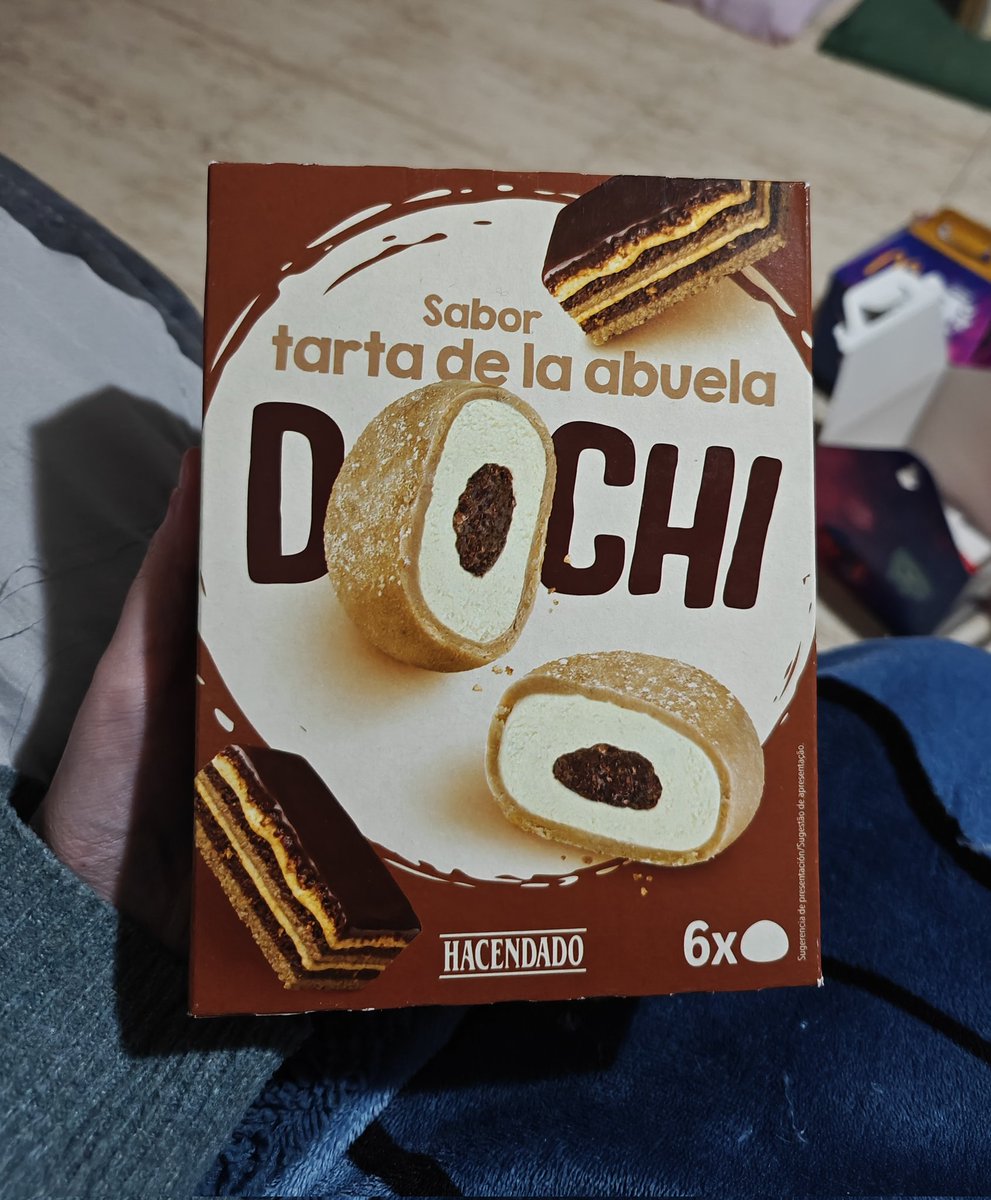 Sabor
tarta de la abuela
DOCHI
HACENDADO
6x
Sugerencia de presentación/Sugestão de apresentação.